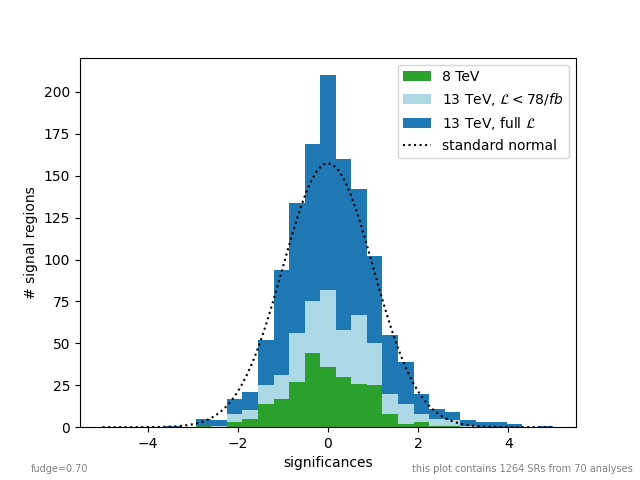 8 TeV
13 TeV, ℒ < 78/fb
13 TeV, full ℒ
standard normal
200
175
150
125
100
75
50
25
0
# signal regions
−4
−2
0
2
4
significances
fudge=0.70
this plot contains 1264 SRs from 70 analyses